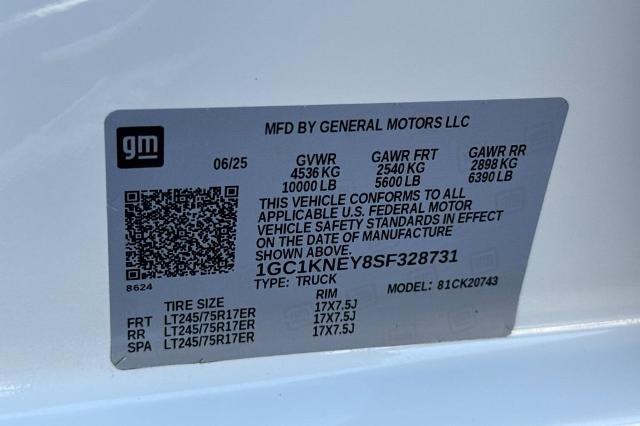 gm
MFD BY GENERAL MOTORS LLC
06/25 GVWR GAWR FRT GAWR RR
4536 KG 2540 KG 2898 KG
10000 LB 5600 LB 6390 LB
THIS VEHICLE CONFORMS TO ALL
APPLICABLE U.S. FEDERAL MOTOR
VEHICLE SAFETY STANDARDS IN EFFECT
ON THE DATE OF MANUFACTURE
SHOWN ABOVE.
1GC1KNEY8SF328731
8624
TYPE: TRUCK MODEL: 81CK20743
TIRE SIZE RIM
FRT LT245/75R17ER 17X7.5J
RR LT245/75R17ER 17X7.5J
SPA LT245/75R17ER 17X7.5J